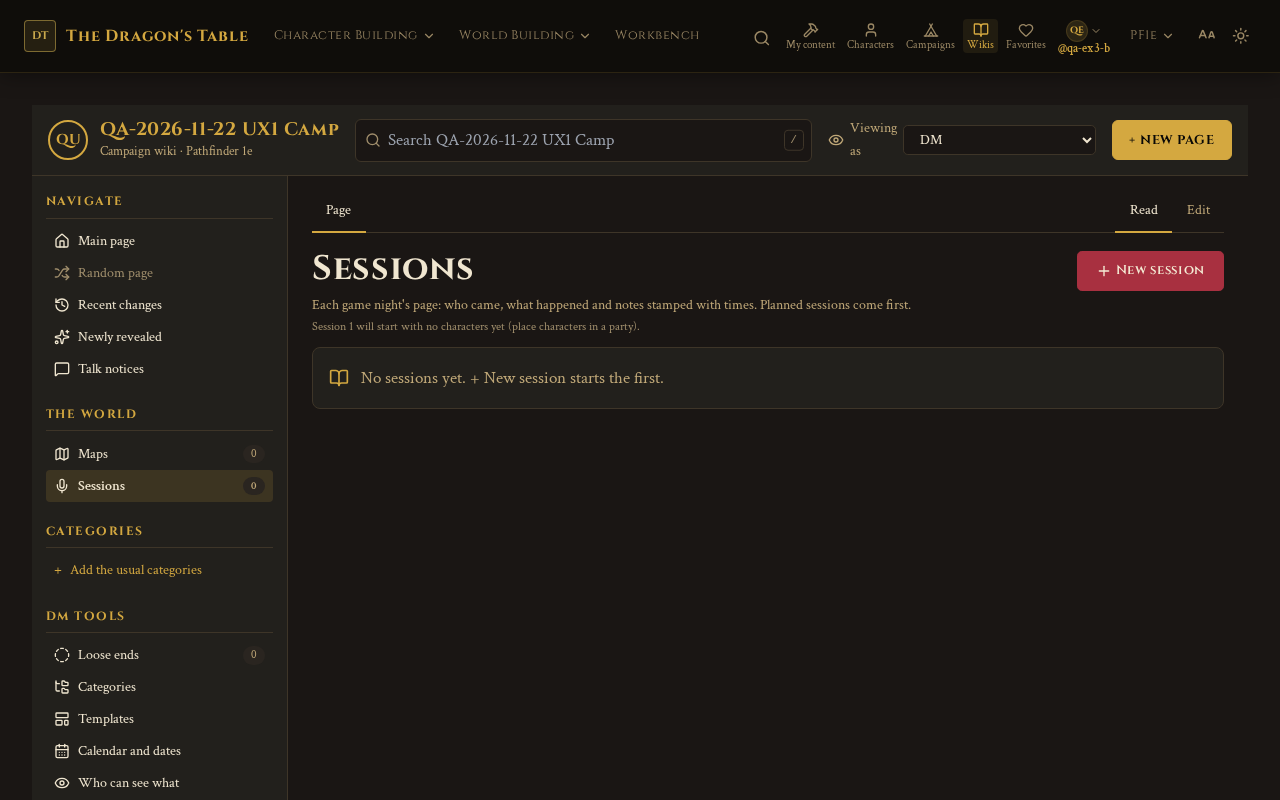 DT The Dragon's Table Character Building World Building Workbench My content Characters Campaigns Wikis Favorites QE @qa-ex3-b PF1e AA
QU QA-2026-11-22 UX1 Camp
Campaign wiki · Pathfinder 1e
Search QA-2026-11-22 UX1 Camp /
Viewing as DM
+ NEW PAGE
NAVIGATE
Main page
Random page
Recent changes
Newly revealed
Talk notices
THE WORLD
Maps 0
Sessions 0
CATEGORIES
+ Add the usual categories
DM TOOLS
Loose ends 0
Categories
Templates
Calendar and dates
Who can see what
Page Read Edit
Sessions
+ New session
Each game night's page: who came, what happened and notes stamped with times. Planned sessions come first.
Session 1 will start with no characters yet (place characters in a party).
No sessions yet. + New session starts the first.